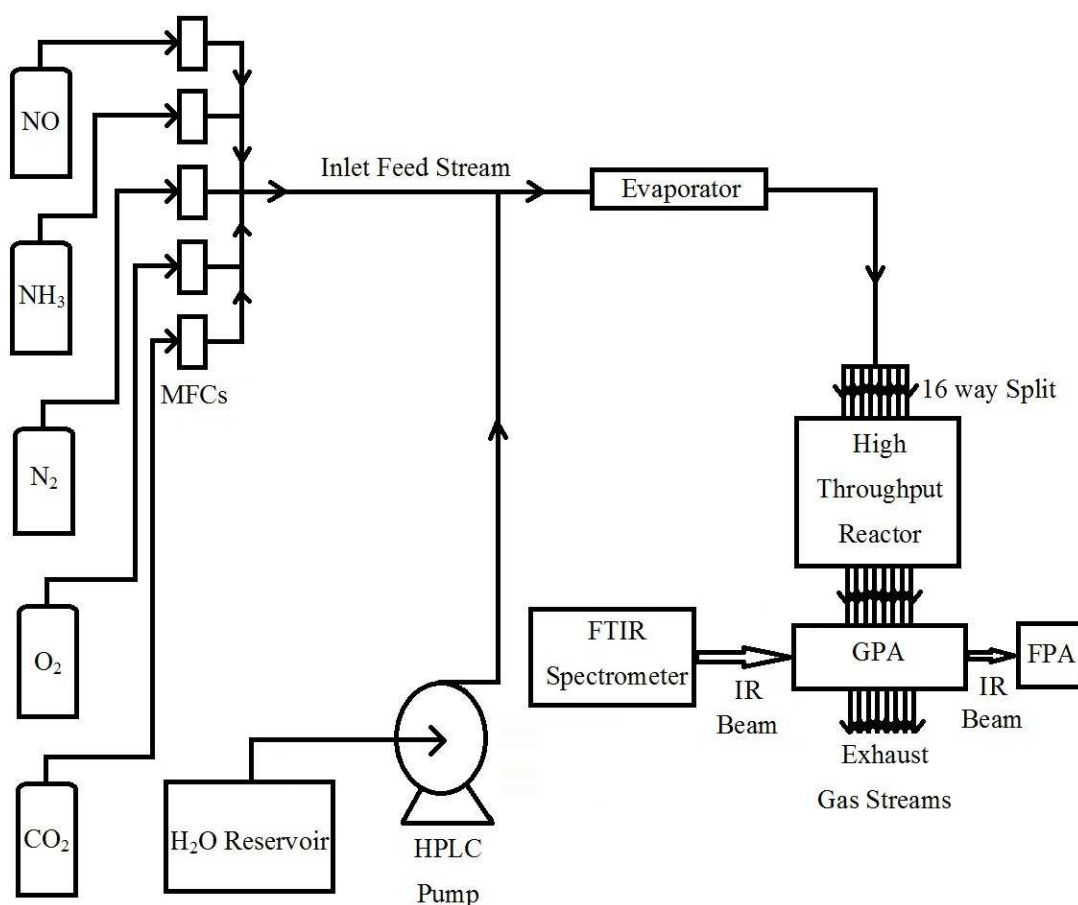 NO
NH₃
N₂
O₂
CO₂
MFCs
Inlet Feed Stream
Evaporator
16 way Split
High
Throughput
Reactor
FTIR
Spectrometer
IR
Beam
GPA
IR
Beam
FPA
Exhaust
Gas Streams
H₂O Reservoir
HPLC
Pump